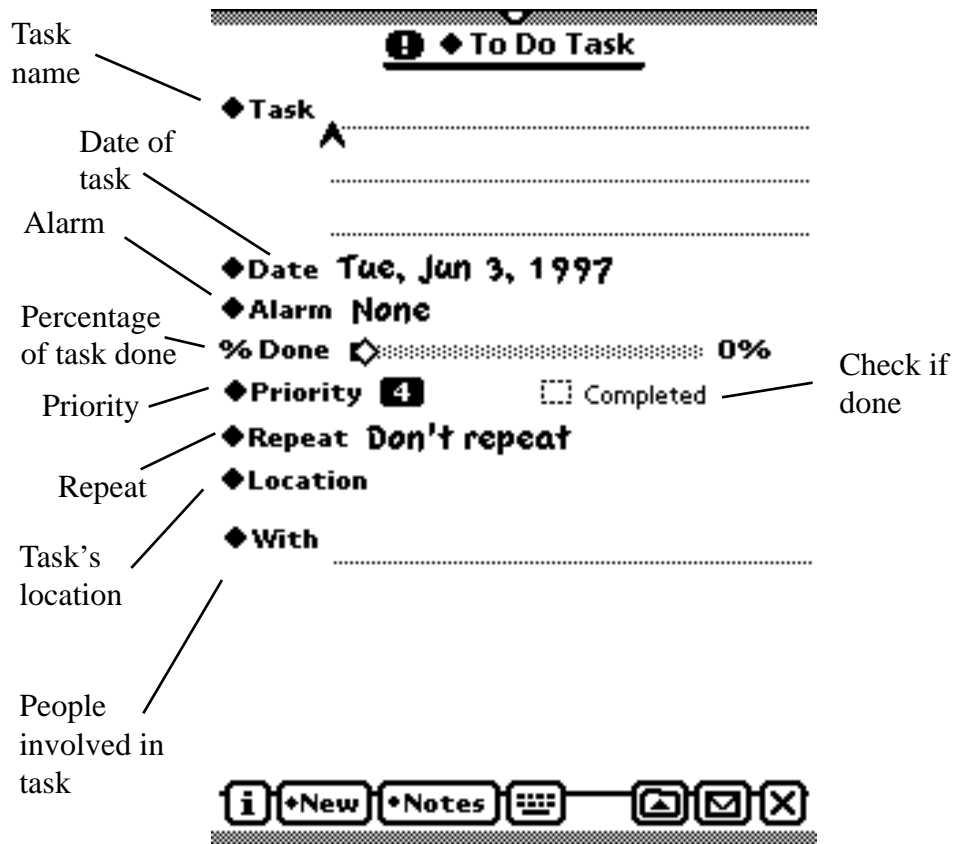 Task
name
! ◆ To Do Task
◆Task
Date of
task
Alarm
◆Date Tue, Jun 3, 1997
◆Alarm None
Percentage
of task done
% Done 0%
Check if
done
Priority
◆Priority 4 Completed
◆Repeat Don't repeat
Repeat
◆Location
◆With
Task’s
location
People
involved in
task
i ◆New ◆Notes